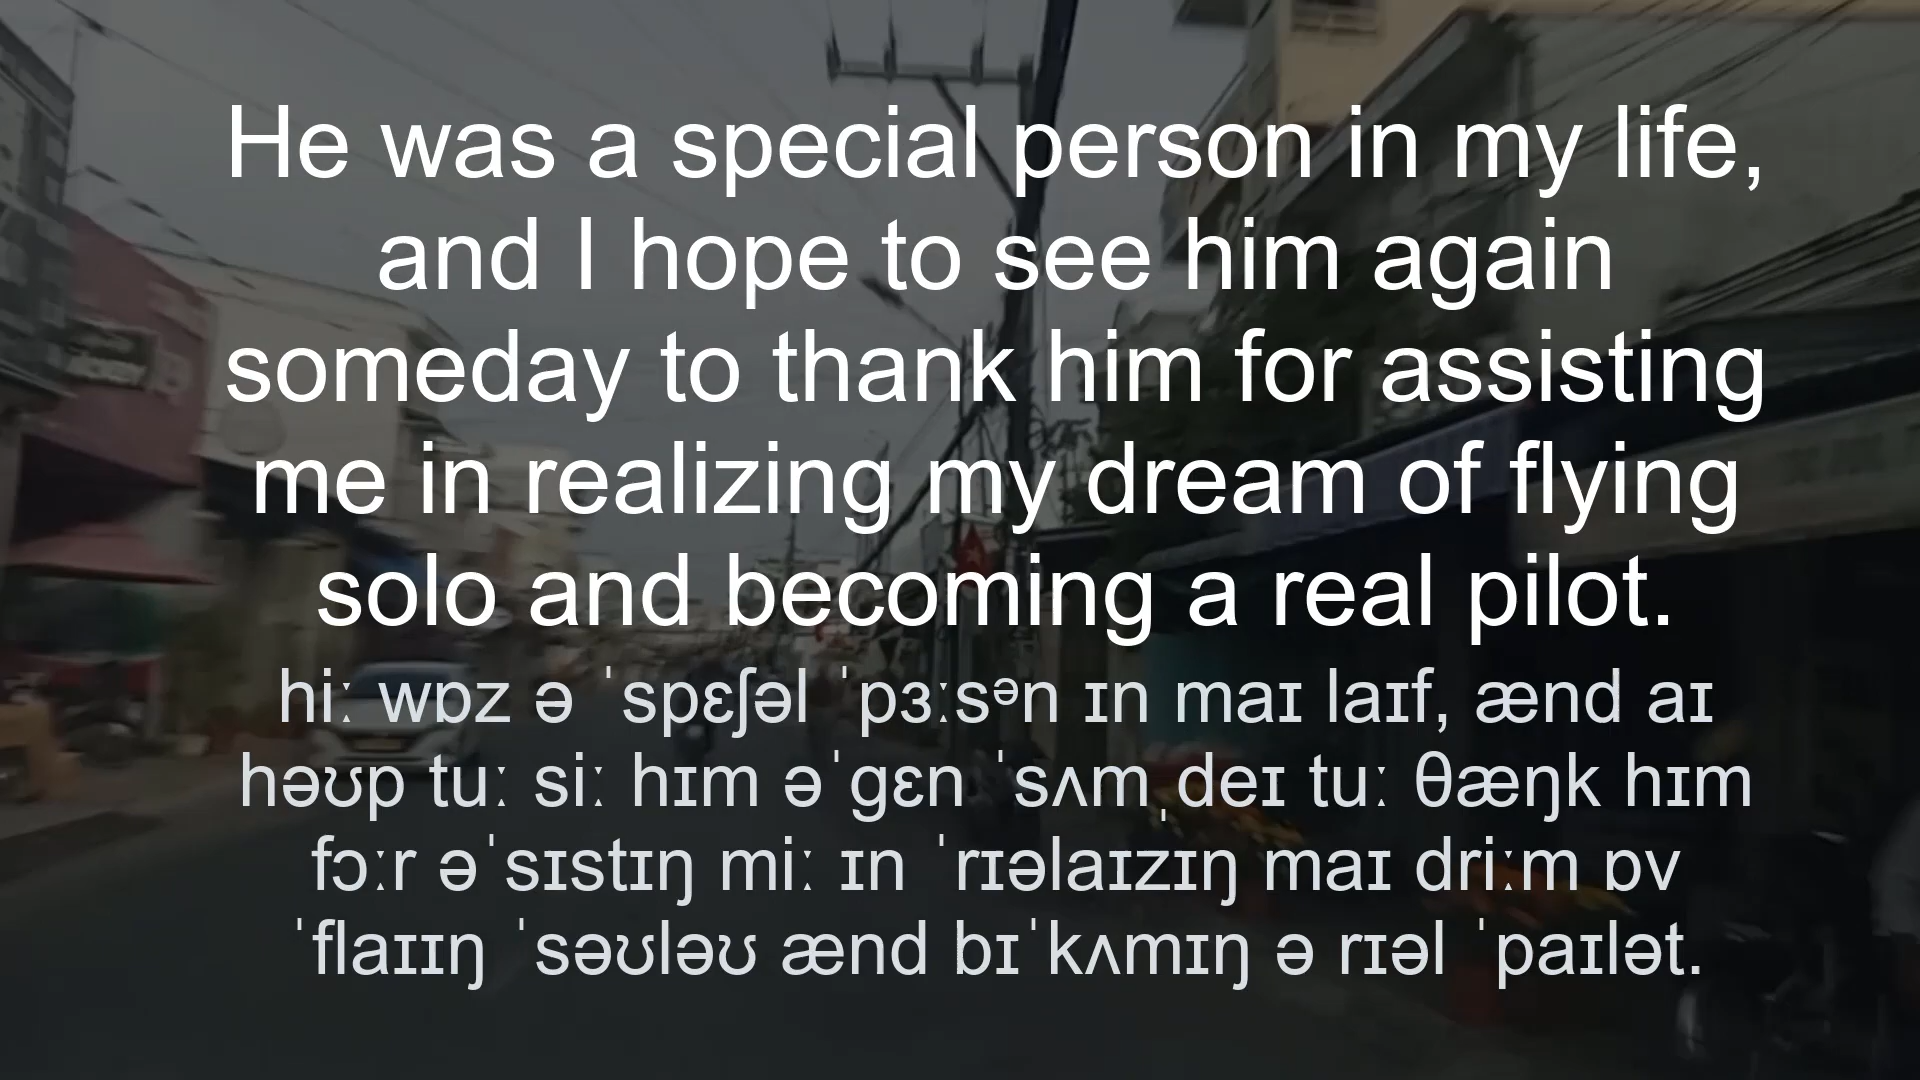 He was a special person in my life,
and I hope to see him again
someday to thank him for assisting
me in realizing my dream of flying
solo and becoming a real pilot.
hiː wɒz ə ˈspɛʃəl ˈpɜːsᵊn ɪn maɪ laɪf, ænd aɪ
həʊp tuː siː hɪm əˈgɛn ˈsʌmˌdeɪ tuː θæŋk hɪm
fɔːr əˈsɪstɪŋ miː ɪn ˈrɪəlaɪzɪŋ maɪ driːm ɒv
ˈflaɪɪŋ ˈsəʊləʊ ænd bɪˈkʌmɪŋ ə rɪəl ˈpaɪlət.